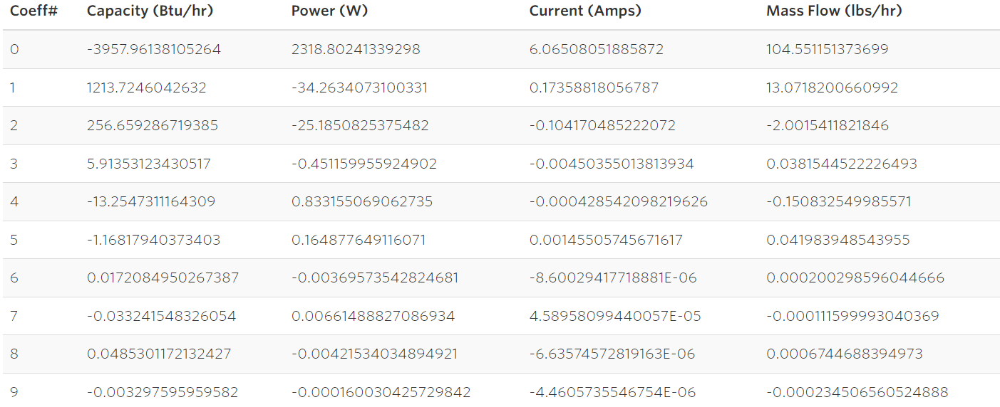 Coeff# Capacity (Btu/hr) Power (W) Current (Amps) Mass Flow (lbs/hr)
0 -3957.96138105264 2318.80241339298 6.06508051885872 104.551151373699
1 1213.7246042632 -34.2634073100331 0.17358818056787 13.0718200660992
2 256.659286719385 -25.1850825375482 -0.104170485222072 -2.0015411821846
3 5.91353123430517 -0.451159955924902 -0.00450355013813934 0.0381544522226493
4 -13.2547311164309 0.833155069062735 -0.000428542098219626 -0.150832549985571
5 -1.16817940373403 0.164877649116071 0.00145505745671617 0.041983948543955
6 0.0172084950267387 -0.00369573542824681 -8.60029417718881E-06 0.000200298596044666
7 -0.033241548326054 0.00661488827086934 4.58958099440057E-05 -0.000111599993040369
8 0.0485301172132427 -0.00421534034894921 -6.63574572819163E-06 0.0006744688394973
9 -0.003297595959582 -0.000160030425729842 -4.4605735546754E-06 -0.000234506560524888